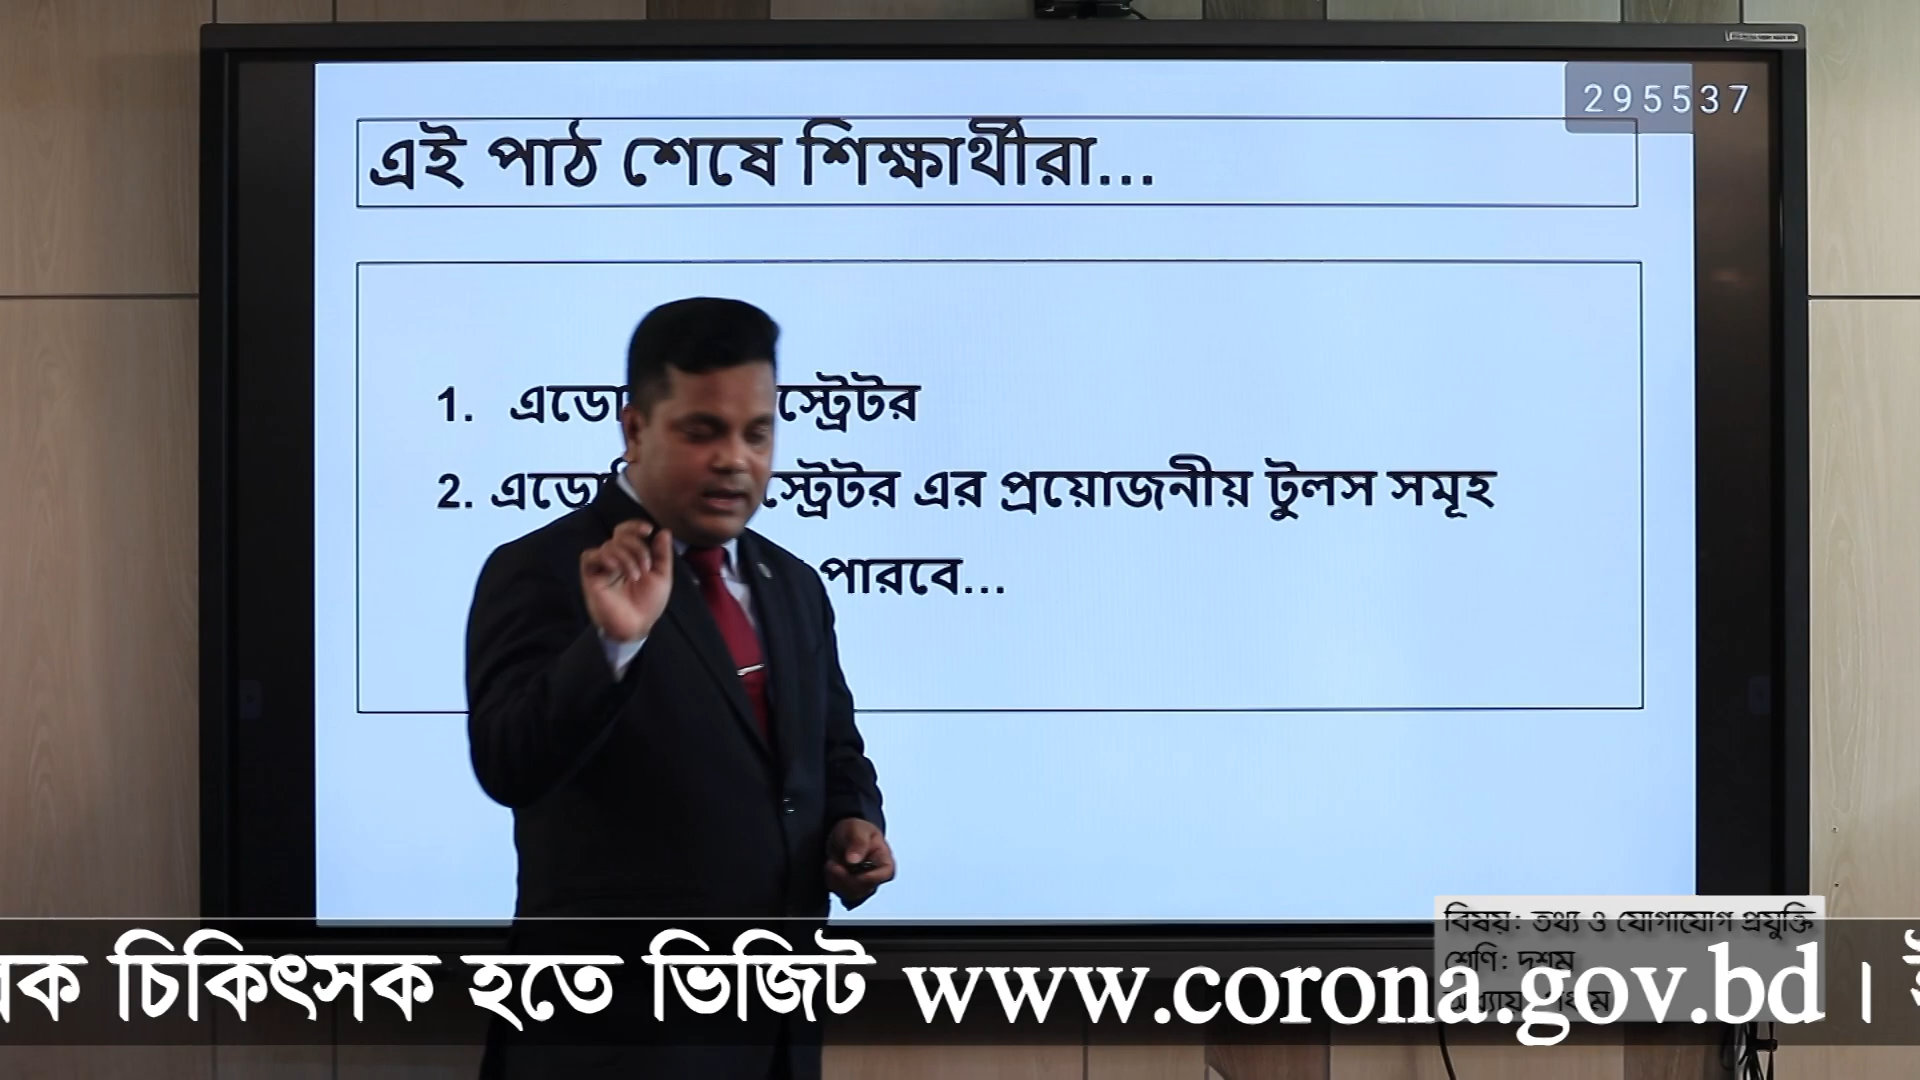 295537
এই পাঠ শেষে শিক্ষার্থীরা...
1. এডো স্ট্রেটর
2. এডো স্ট্রেটর এর প্রয়োজনীয় টুলস সমূহ
পারবে...
বিষয়: তথ্য ও যোগাযোগ প্রযুক্তি
শ্রেণি: দশম
চিকিৎসক হতে ভিজিট www.corona.gov.bd।